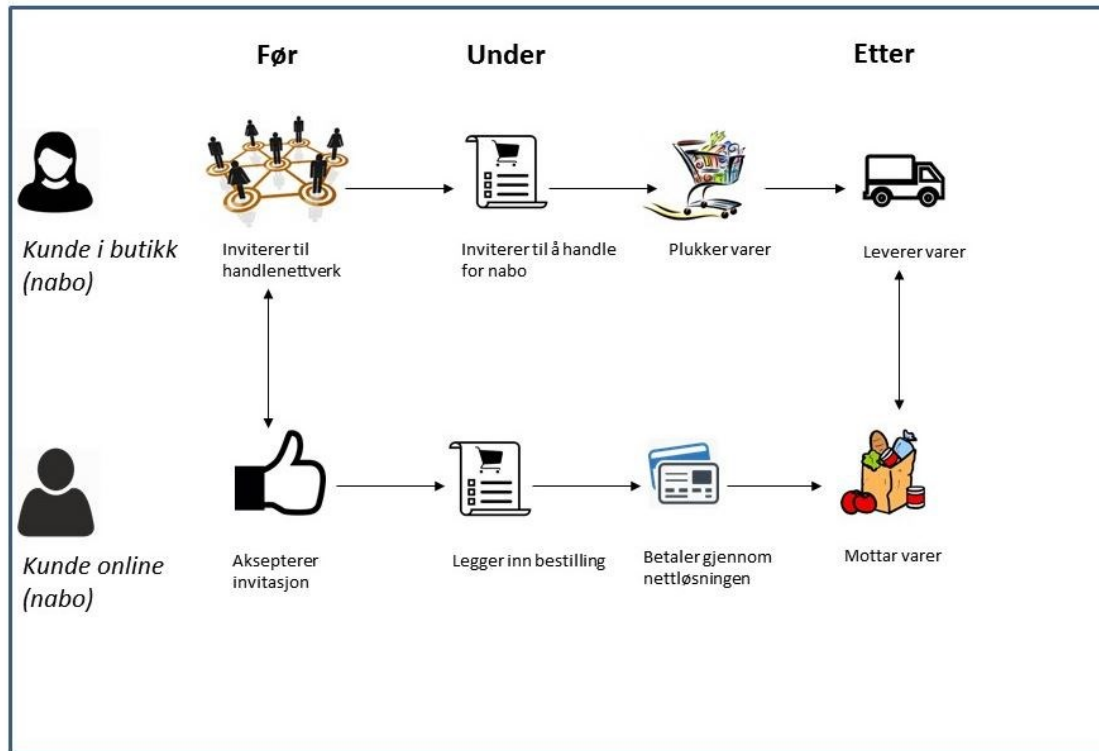 Før
Under
Etter
Kunde i butikk
(nabo)
Inviterer til
handlenettverk
Inviterer til å handle
for nabo
Plukker varer
Leverer varer
Kunde online
(nabo)
Aksepterer
invitasjon
Legger inn bestilling
Betaler gjennom
nettløsningen
Mottar varer